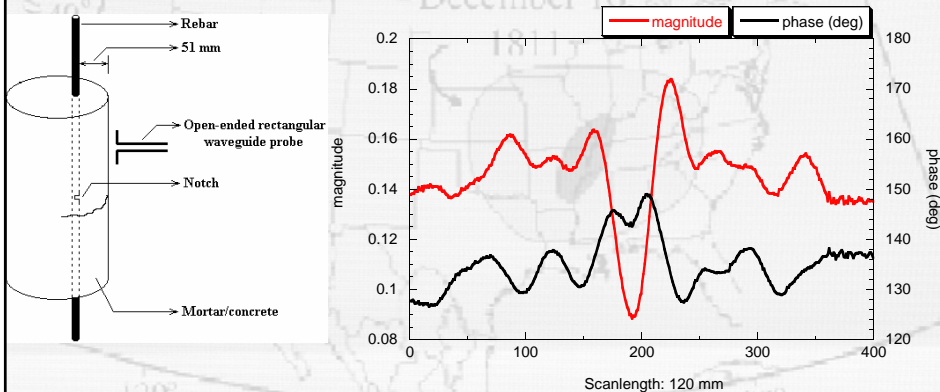 Rebar
51 mm
Open-ended rectangular
waveguide probe
Notch
Mortar/concrete
December 16
1811
magnitude
phase (deg)
0.2
0.18
0.16
0.14
0.12
0.1
0.08
magnitude
180
170
160
150
140
130
120
phase (deg)
0
100
200
300
400
Scanlength: 120 mm